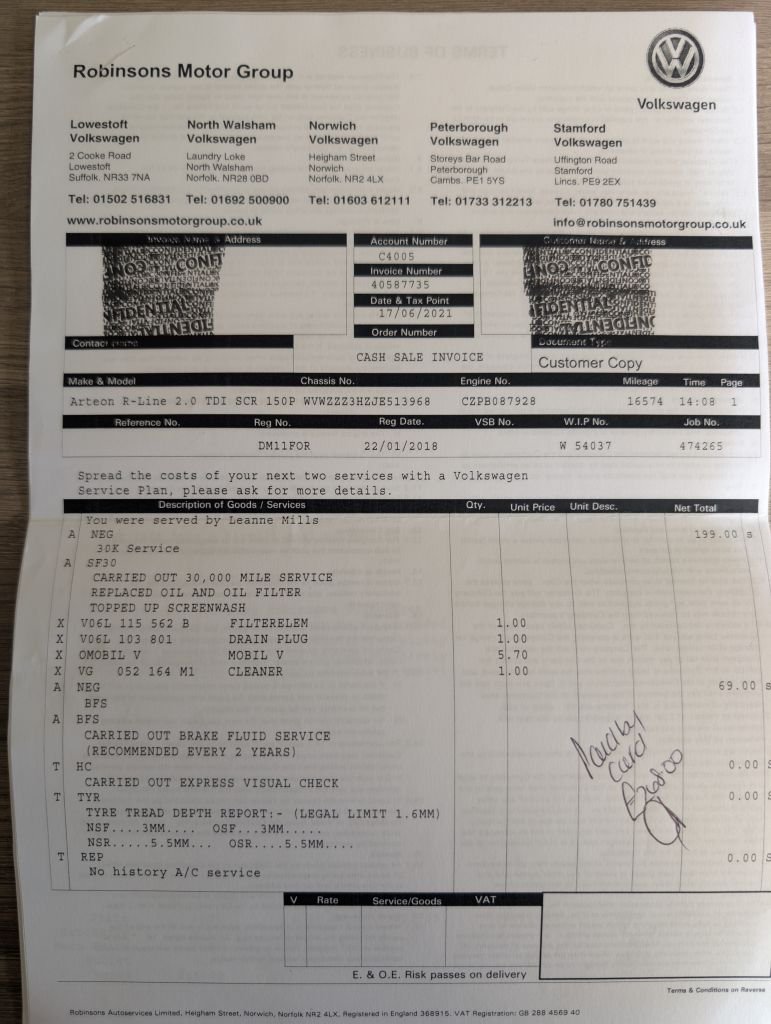 Robinsons Motor Group
Volkswagen
Lowestoft Volkswagen
2 Cooke Road
Lowestoft
Suffolk. NR33 7NA
Tel: 01502 516831
North Walsham Volkswagen
Laundry Loke
North Walsham
Norfolk. NR28 0BD
Tel: 01692 500900
Norwich Volkswagen
Heigham Street
Norwich
Norfolk. NR2 4LX
Tel: 01603 612111
Peterborough Volkswagen
Storeys Bar Road
Peterborough
Cambs. PE1 5YS
Tel: 01733 312213
Stamford Volkswagen
Uffington Road
Stamford
Lincs. PE9 2EX
Tel: 01780 751439
www.robinsonsmotorgroup.co.uk info@robinsonsmotorgroup.co.uk
Invoice Name & Address Account Number Customer Name & Address
C4005
Invoice Number
40587735
Date & Tax Point
17/06/2021
Order Number
Contact name Document Type
CASH SALE INVOICE Customer Copy
Make & Model Chassis No. Engine No. Mileage Time Page
Arteon R-Line 2.0 TDI SCR 150P WVWZZZ3HZJE513968 CZPB087928 16574 14:08 1
Reference No. Reg No. Reg Date. VSB No. W.I.P No. Job No.
DM11FOR 22/01/2018 W 54037 474265
Spread the costs of your next two services with a Volkswagen
Service Plan, please ask for more details.
Description of Goods / Services Qty. Unit Price Unit Desc. Net Total
You were served by Leanne Mills
A NEG 199.00 s
30K Service
A SF30
CARRIED OUT 30,000 MILE SERVICE
REPLACED OIL AND OIL FILTER
TOPPED UP SCREENWASH
X V06L 115 562 B FILTERELEM 1.00
X V06L 103 801 DRAIN PLUG 1.00
X OMOBIL V MOBIL V 5.70
X VG 052 164 M1 CLEANER 1.00
A NEG 69.00 s
BFS
A BFS
CARRIED OUT BRAKE FLUID SERVICE
(RECOMMENDED EVERY 2 YEARS)
T HC 0.00 s
CARRIED OUT EXPRESS VISUAL CHECK
T TYR 0.00 s
TYRE TREAD DEPTH REPORT:- (LEGAL LIMIT 1.6MM)
NSF....3MM.... OSF...3MM.....
NSR.....5.5MM... OSR....5.5MM....
T REP 0.00 s
No history A/C service
Paid by
Card
£268.00
V Rate Service/Goods VAT
E. & O.E. Risk passes on delivery
Terms & Conditions on Reverse
Robinsons Autoservices Limited, Heigham Street, Norwich, Norfolk NR2 4LX, Registered in England 368915. VAT Registration: GB 288 4569 40